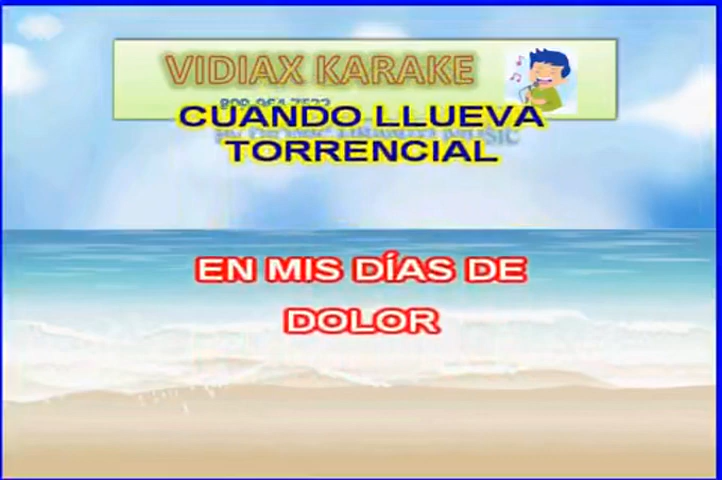 VIDIAX KARAKE
CUANDO LLUEVA
TORRENCIAL
EN MIS DÍAS DE
DOLOR